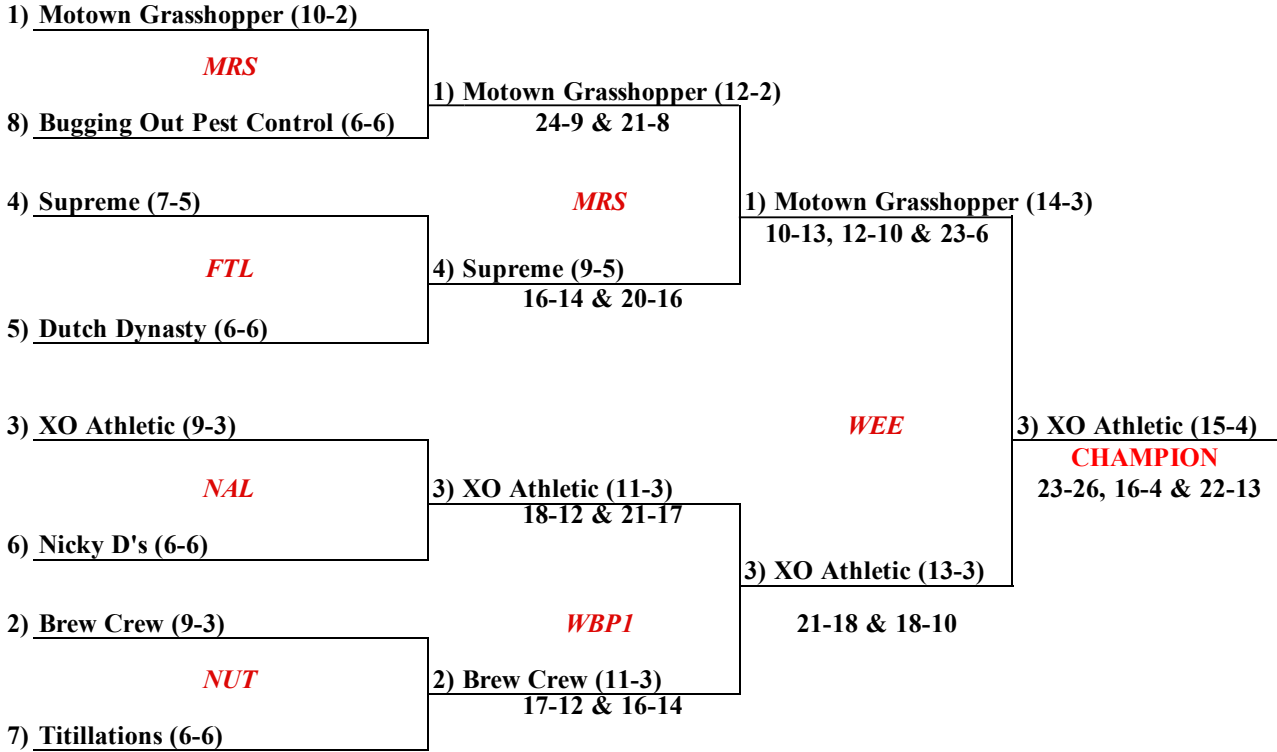 1) Motown Grasshopper (10-2)
MRS
1) Motown Grasshopper (12-2)
8) Bugging Out Pest Control (6-6)
24-9 & 21-8
4) Supreme (7-5)
MRS
1) Motown Grasshopper (14-3)
10-13, 12-10 & 23-6
FTL
4) Supreme (9-5)
16-14 & 20-16
5) Dutch Dynasty (6-6)
3) XO Athletic (9-3)
WEE
3) XO Athletic (15-4)
CHAMPION
NAL
3) XO Athletic (11-3)
23-26, 16-4 & 22-13
18-12 & 21-17
6) Nicky D's (6-6)
3) XO Athletic (13-3)
2) Brew Crew (9-3)
WBP1
21-18 & 18-10
NUT
2) Brew Crew (11-3)
17-12 & 16-14
7) Titillations (6-6)